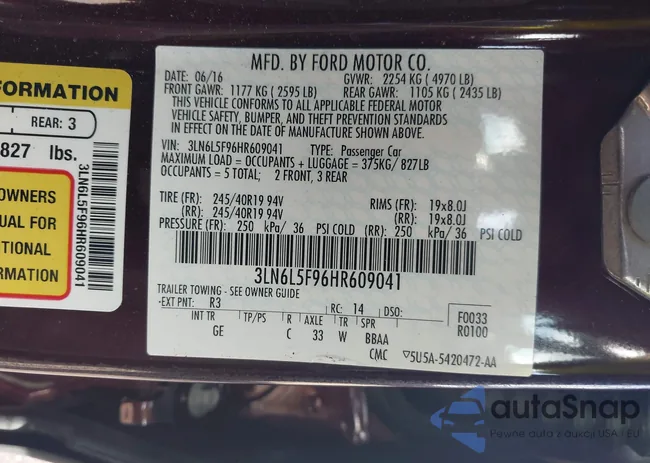 FORMATION
REAR: 3
827 lbs.
OWNERS
UAL FOR
TIONAL
FORMATION
3LN6L5F96HR609041
MFD. BY FORD MOTOR CO.
DATE: 06/16 GVWR: 2254 KG ( 4970 LB)
FRONT GAWR: 1177 KG ( 2595 LB) REAR GAWR: 1105 KG ( 2435 LB)
THIS VEHICLE CONFORMS TO ALL APPLICABLE FEDERAL MOTOR
VEHICLE SAFETY, BUMPER, AND THEFT PREVENTION STANDARDS
IN EFFECT ON THE DATE OF MANUFACTURE SHOWN ABOVE.
VIN: 3LN6L5F96HR609041 TYPE: Passenger Car
MAXIMUM LOAD = OCCUPANTS + LUGGAGE = 375KG/ 827LB
OCCUPANTS = 5 TOTAL; 2 FRONT, 3 REAR
TIRE (FR): 245/40R19 94V RIMS (FR): 19x8.0J
(RR): 245/40R19 94V (RR): 19x8.0J
PRESSURE (FR): 250 kPa/ 36 PSI COLD (RR): 250 kPa/ 36 PSI COLD
3LN6L5F96HR609041
TRAILER TOWING - SEE OWNER GUIDE
EXT PNT: R3 RC: 14 DSO: F0033
R0100
INT TR TP/PS R AXLE TR SPR
GE C 33 W BBAA
CMC 5U5A-5420472-AA
autaSnap
Pewne auta z aukcji USA i EU